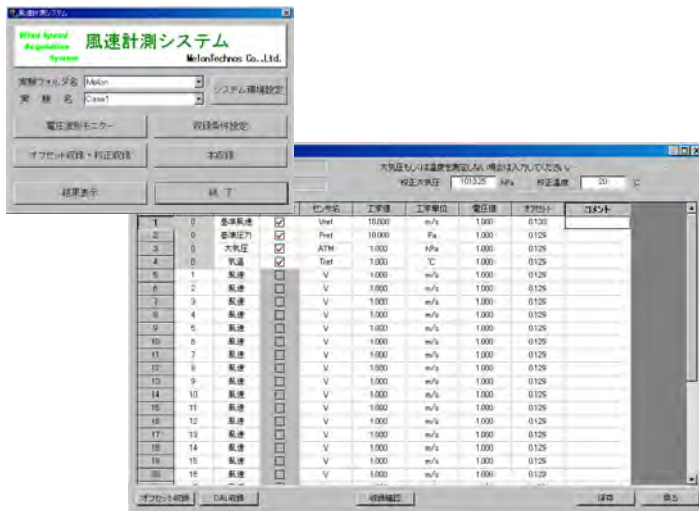 風速計測システム
Wind Speed
Acquisition
System
風速計測システム
MelonTechnos Co.,Ltd.
実験フォルダ名 Melon
実 験 名 Case1
システム環境設定
電圧波形モニター 収録条件設定
オフセット収録・校正収録 本収録
結果表示 終 了
大気圧もしくは温度を測定しない場合は入力してください。
校正大気圧 1013.25 hPa 校正温度 20 ℃
センサ名 工学値 工学単位 電圧値 オフセット コメント
1 0 基準風速 Vref 10.000 m/s 1.000 0.130
2 0 基準圧力 Pref 10.000 Pa 1.000 0.129
3 0 大気圧 ATM 1.000 hPa 1.000 0.129
4 0 気温 Tref 1.000 ℃ 1.000 0.129
5 1 風速 V 1.000 m/s 1.000 0.129
6 2 風速 V 1.000 m/s 1.000 0.129
7 3 風速 V 1.000 m/s 1.000 0.129
8 4 風速 V 1.000 m/s 1.000 0.129
9 5 風速 V 1.000 m/s 1.000 0.129
10 6 風速 V 1.000 m/s 1.000 0.129
11 7 風速 V 1.000 m/s 1.000 0.129
12 8 風速 V 1.000 m/s 1.000 0.129
13 9 風速 V 1.000 m/s 1.000 0.129
14 10 風速 V 1.000 m/s 1.000 0.129
15 11 風速 V 1.000 m/s 1.000 0.129
16 12 風速 V 1.000 m/s 1.000 0.129
17 13 風速 V 1.000 m/s 1.000 0.129
18 14 風速 V 1.000 m/s 1.000 0.129
19 15 風速 V 1.000 m/s 1.000 0.129
20 16 風速 V 1.000 m/s 1.000 0.129
オフセット収録 CAL収録 収録確認 保存 戻る